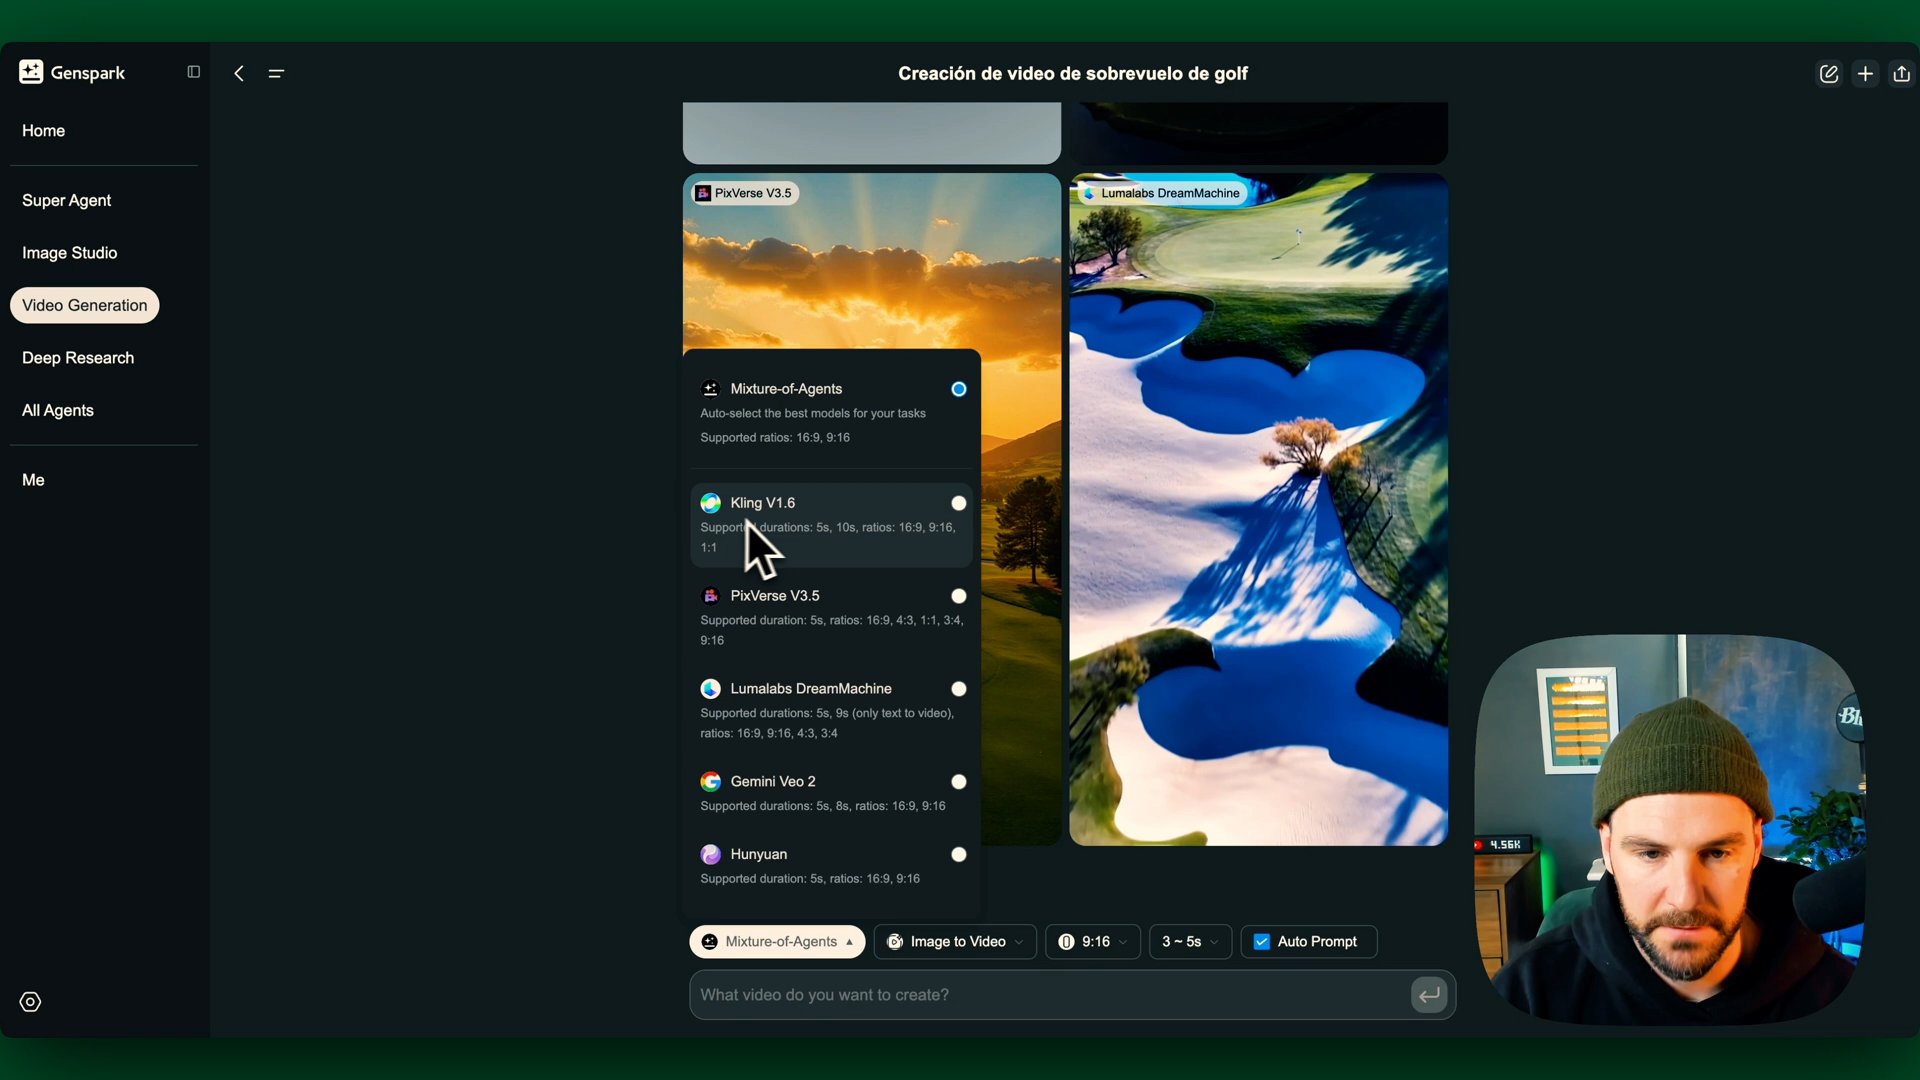 Genspark
Creación de video de sobrevuelo de golf
Home
Super Agent
Image Studio
Video Generation
Deep Research
All Agents
Me
PixVerse V3.5
Lumalabs DreamMachine
Mixture-of-Agents
Auto-select the best models for your tasks
Supported ratios: 16:9, 9:16
Kling V1.6
durations: 5s, 10s, ratios: 16:9, 9:16,
1:1
PixVerse V3.5
Supported duration: 5s, ratios: 16:9, 4:3, 1:1, 3:4,
9:16
Lumalabs DreamMachine
Supported durations: 5s, 9s (only text to video),
ratios: 16:9, 9:16, 4:3, 3:4
Gemini Veo 2
Supported durations: 5s, 8s, ratios: 16:9, 9:16
Hunyuan
Supported duration: 5s, ratios: 16:9, 9:16
Mixture-of-Agents
Image to Video
9:16
3 ~ 5s
Auto Prompt
What video do you want to create?
4.56K